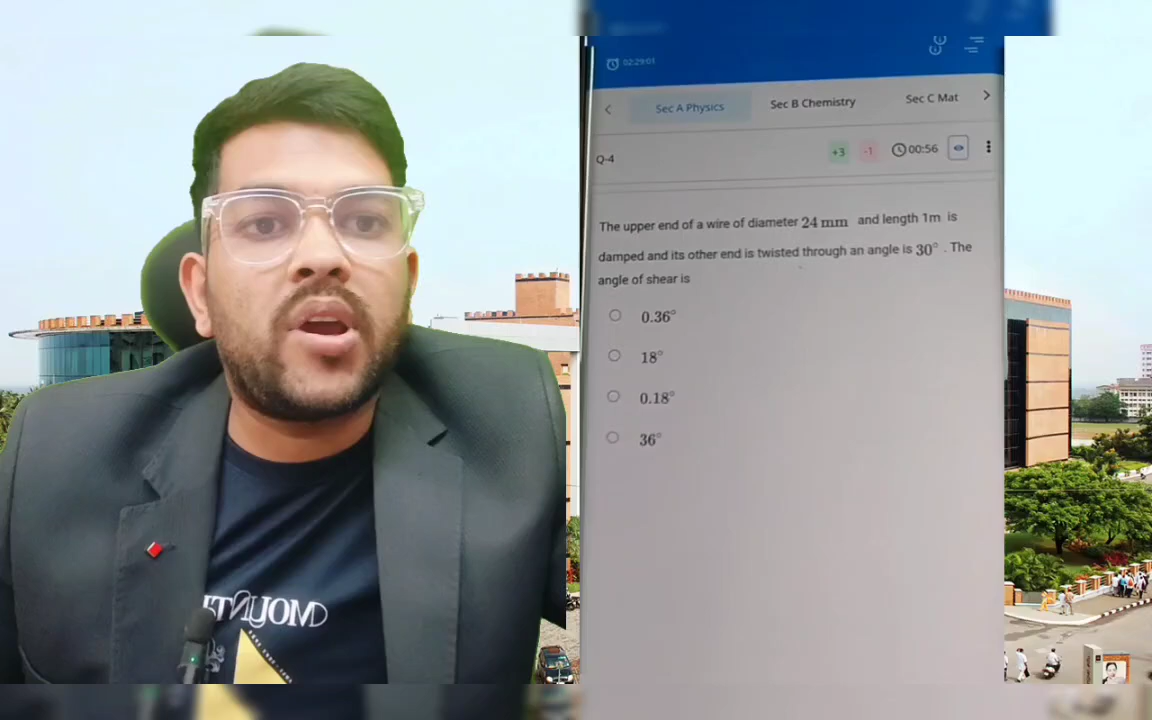 02:29:01
Sec A Physics
Sec B Chemistry
Sec C Mat
Q-4
+3
-1
00:56
The upper end of a wire of diameter 24 mm and length 1m is
damped and its other end is twisted through an angle is 30° . The
angle of shear is
0.36°
18°
0.18°
36°